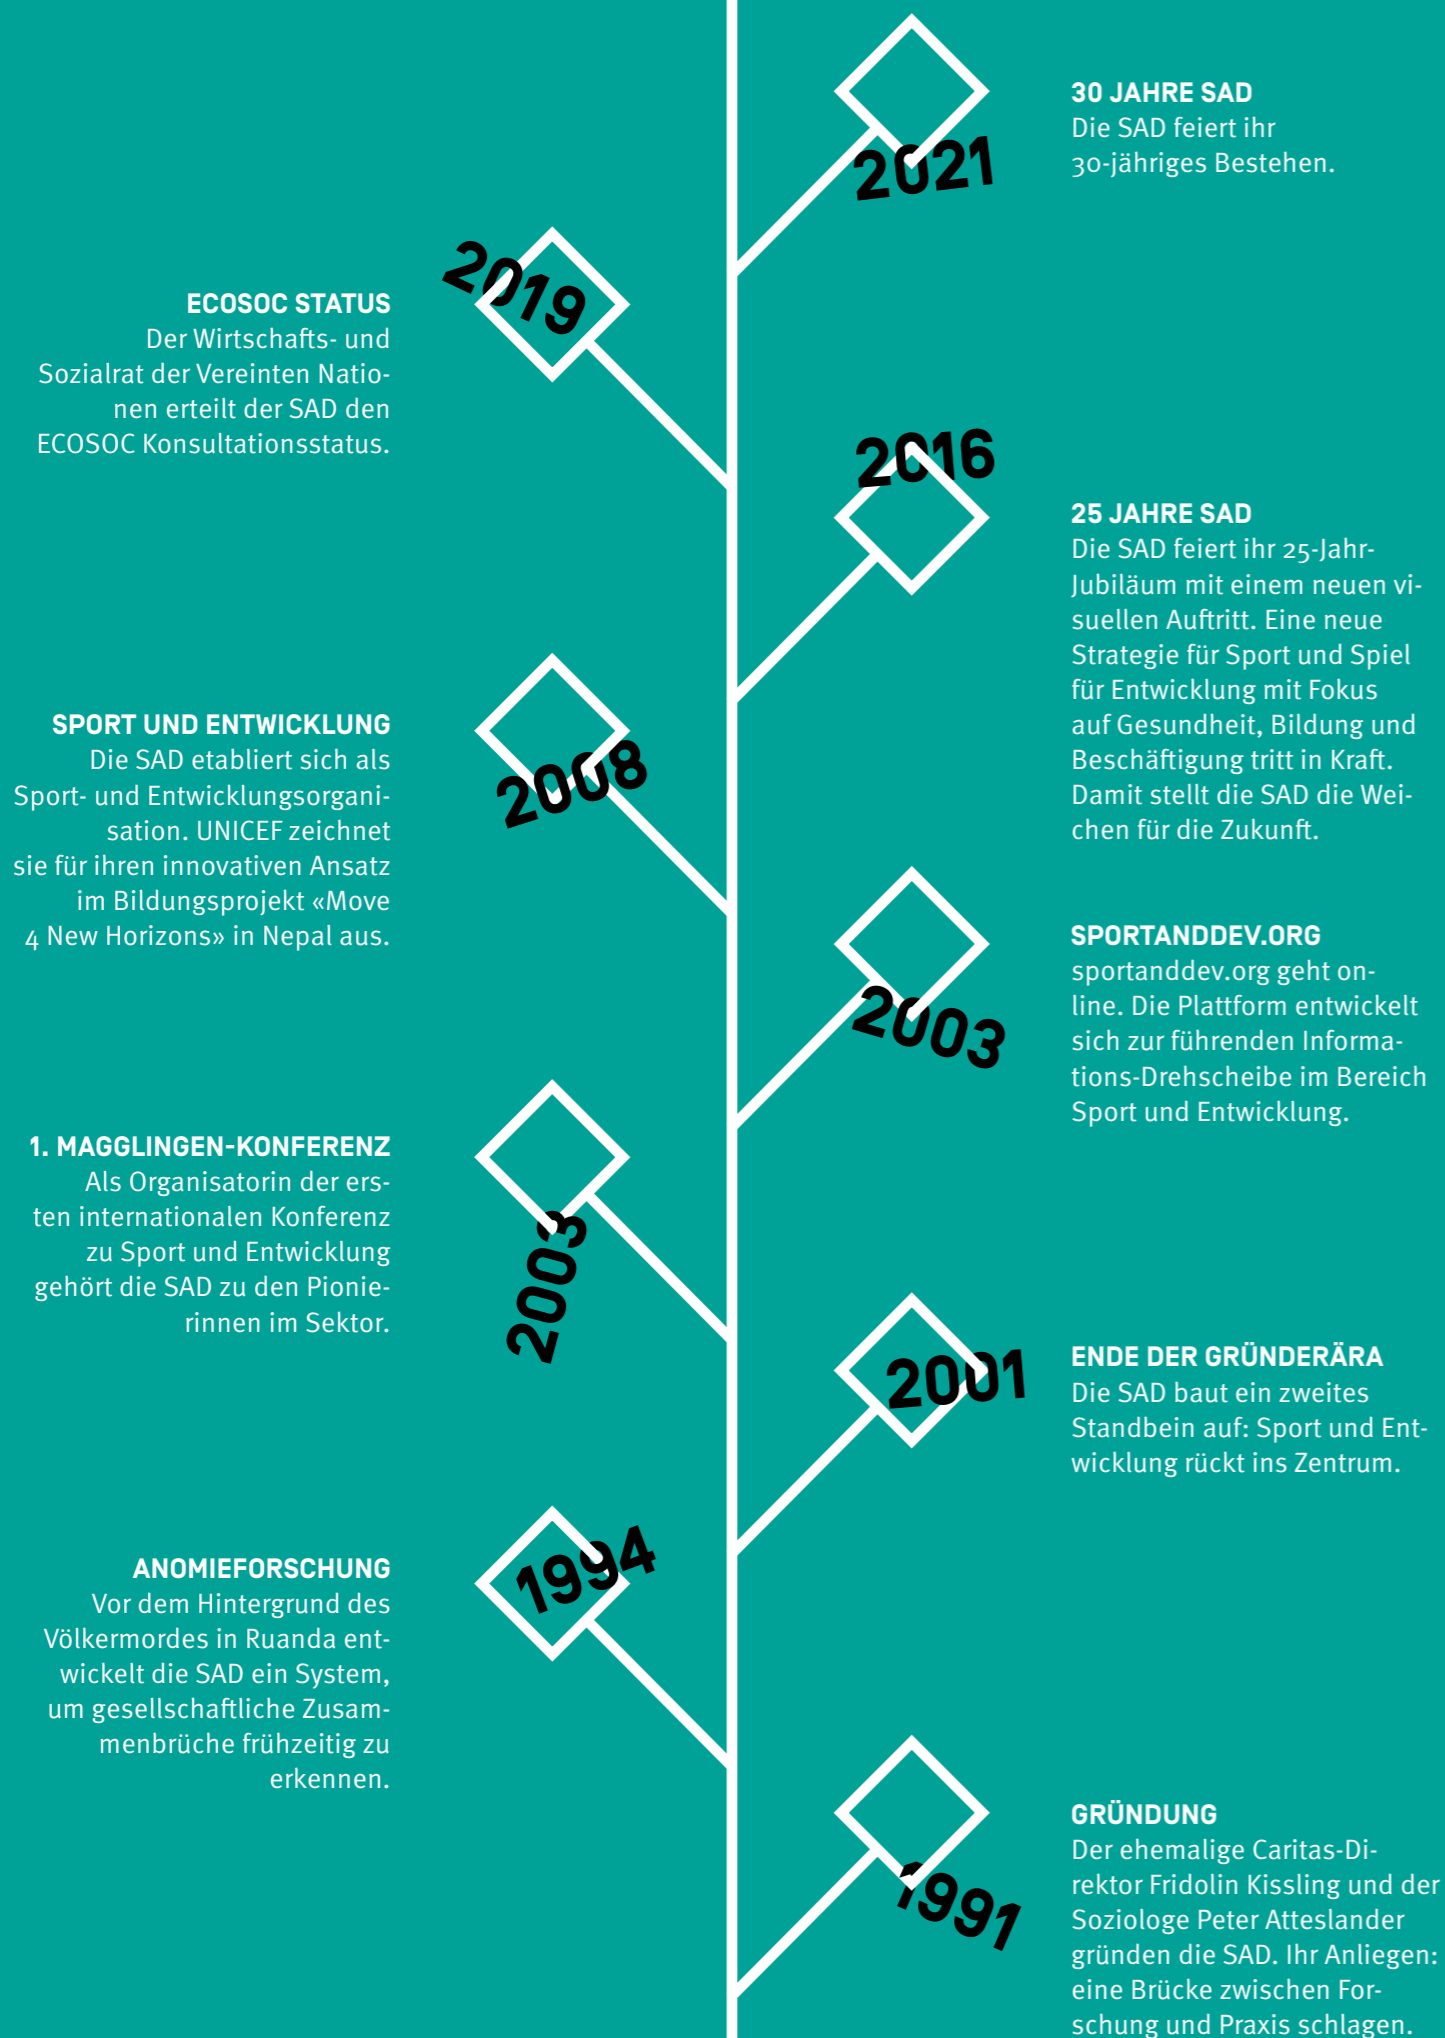 2021
30 JAHRE SAD
Die SAD feiert ihr
30-jähriges Bestehen.
2019
ECOSOC STATUS
Der Wirtschafts- und
Sozialrat der Vereinten Natio-
nen erteilt der SAD den
ECOSOC Konsultationsstatus.
2016
25 JAHRE SAD
Die SAD feiert ihr 25-Jahr-
Jubiläum mit einem neuen vi-
suellen Auftritt. Eine neue
Strategie für Sport und Spiel
für Entwicklung mit Fokus
auf Gesundheit, Bildung und
Beschäftigung tritt in Kraft.
Damit stellt die SAD die Wei-
chen für die Zukunft.
2008
SPORT UND ENTWICKLUNG
Die SAD etabliert sich als
Sport- und Entwicklungsorgani-
sation. UNICEF zeichnet
sie für ihren innovativen Ansatz
im Bildungsprojekt «Move
4 New Horizons» in Nepal aus.
2003
SPORTANDDEV.ORG
sportanddev.org geht on-
line. Die Plattform entwickelt
sich zur führenden Informa-
tions-Drehscheibe im Bereich
Sport und Entwicklung.
2003
1. MAGGLINGEN-KONFERENZ
Als Organisatorin der ers-
ten internationalen Konferenz
zu Sport und Entwicklung
gehört die SAD zu den Pionie-
rinnen im Sektor.
2001
ENDE DER GRÜNDERÄRA
Die SAD baut ein zweites
Standbein auf: Sport und Ent-
wicklung rückt ins Zentrum.
1994
ANOMIEFORSCHUNG
Vor dem Hintergrund des
Völkermordes in Ruanda ent-
wickelt die SAD ein System,
um gesellschaftliche Zusam-
menbrüche frühzeitig zu
erkennen.
1991
GRÜNDUNG
Der ehemalige Caritas-Di-
rektor Fridolin Kissling und der
Soziologe Peter Atteslander
gründen die SAD. Ihr Anliegen:
eine Brücke zwischen For-
schung und Praxis schlagen.